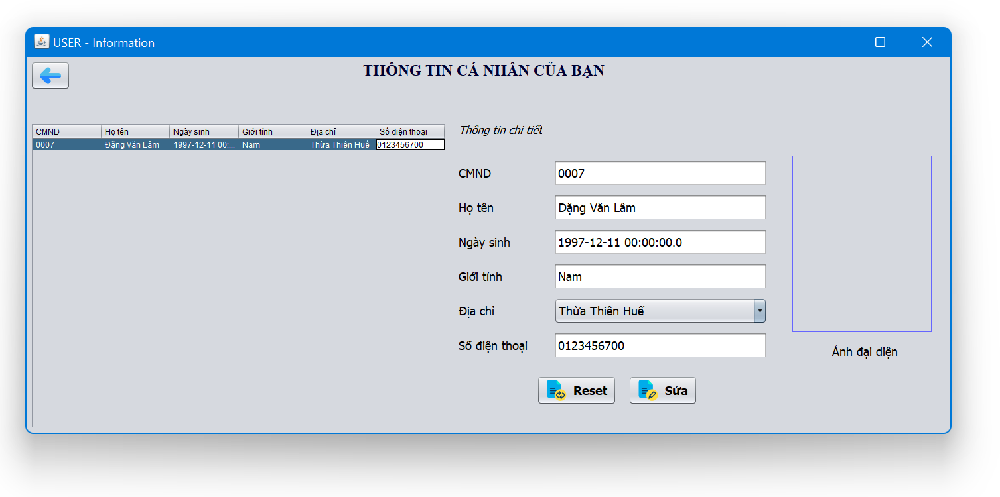 USER - Information
THÔNG TIN CÁ NHÂN CỦA BẠN
CMND Họ tên Ngày sinh Giới tính Địa chỉ Số điện thoại
0007 Đặng Văn Lâm 1997-12-11 00:... Nam Thừa Thiên Huế 0123456700
Thông tin chi tiết
CMND 0007
Họ tên Đặng Văn Lâm
Ngày sinh 1997-12-11 00:00:00.0
Giới tính Nam
Địa chỉ Thừa Thiên Huế
Số điện thoại 0123456700
Ảnh đại diện
Reset Sửa